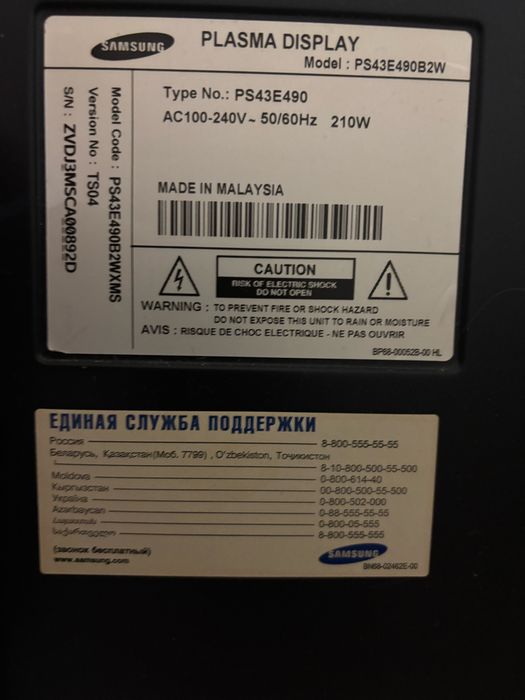 SAMSUNG
PLASMA DISPLAY
Model : PS43E490B2W
Type No.: PS43E490
AC100-240V~ 50/60Hz 210W
MADE IN MALAYSIA
Model Code : PS43E490B2WXMS
Version No : TS04
S/N : ZVDJ3MSCA00892D
CAUTION
RISK OF ELECTRIC SHOCK
DO NOT OPEN
WARNING : TO PREVENT FIRE OR SHOCK HAZARD
DO NOT EXPOSE THIS UNIT TO RAIN OR MOISTURE
AVIS : RISQUE DE CHOC ELECTRIQUE - NE PAS OUVRIR
BP68-00052B-00 HL
ЕДИНАЯ СЛУЖБА ПОДДЕРЖКИ
Россия 8-800-555-55-55
Беларусь, Казакстан(Моб. 7799) , O'zbekiston, Тоҷикистон
8-10-800-500-55-500
Moldova 0-800-614-40
Кыргызстан 00-800-500-55-500
Україна 0-800-502-000
Azərbaycan 0-88-555-55-55
Հայաստան 0-800-05-555
საქართველო 8-800-555-555
(звонок бесплатный)
www.samsung.com
SAMSUNG
BN68-02462E-00